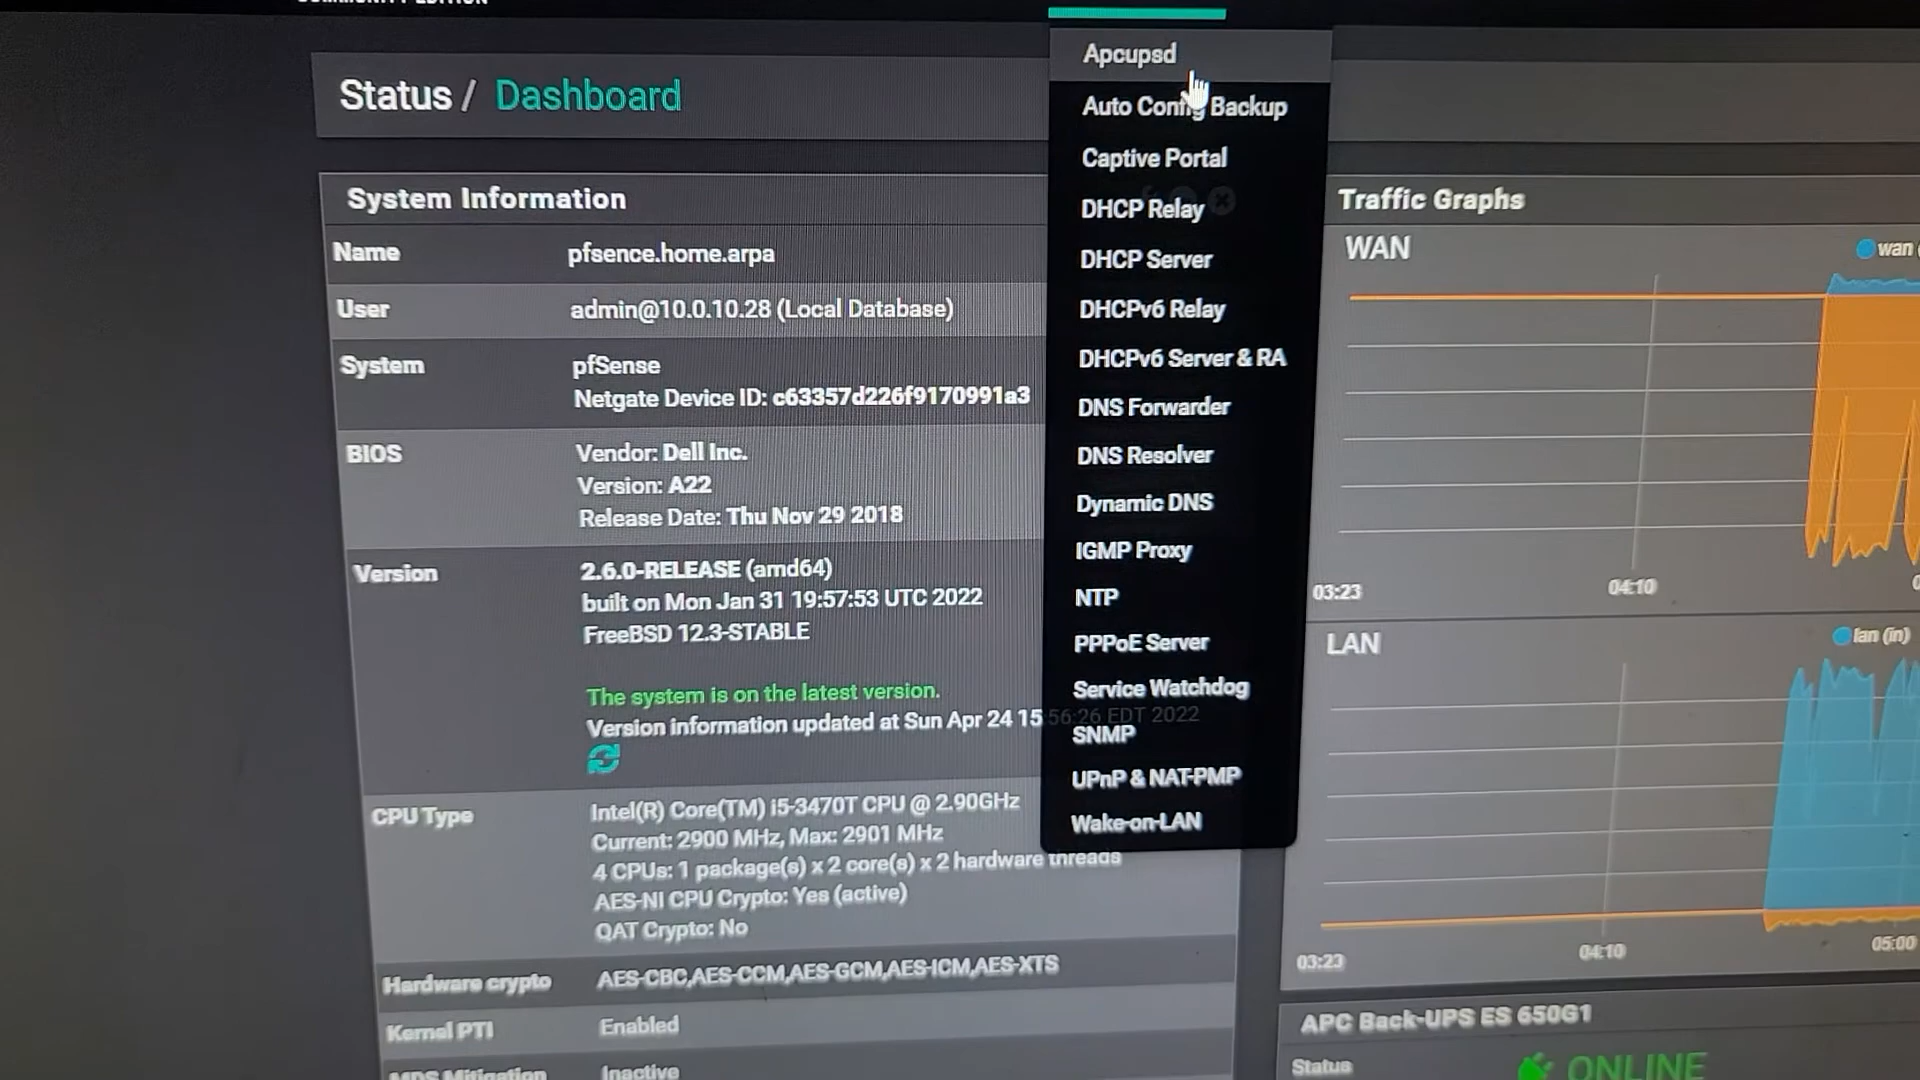 COMMUNITY EDITION
Status / Dashboard
System Information
Name pfsence.home.arpa
User admin@10.0.10.28 (Local Database)
System pfSense
Netgate Device ID: c63357d226f9170991a3
BIOS Vendor: Dell Inc.
Version: A22
Release Date: Thu Nov 29 2018
Version 2.6.0-RELEASE (amd64)
built on Mon Jan 31 19:57:53 UTC 2022
FreeBSD 12.3-STABLE
The system is on the latest version.
Version information updated at Sun Apr 24 15:56:26 EDT 2022
CPU Type Intel(R) Core(TM) i5-3470T CPU @ 2.90GHz
Current: 2900 MHz, Max: 2901 MHz
4 CPUs: 1 package(s) x 2 core(s) x 2 hardware threads
AES-NI CPU Crypto: Yes (active)
QAT Crypto: No
Hardware crypto AES-CBC,AES-CCM,AES-GCM,AES-ICM,AES-XTS
Kernel PTI Enabled
MDS Mitigation Inactive
Apcupsd
Auto Config Backup
Captive Portal
DHCP Relay
DHCP Server
DHCPv6 Relay
DHCPv6 Server & RA
DNS Forwarder
DNS Resolver
Dynamic DNS
IGMP Proxy
NTP
PPPoE Server
Service Watchdog
SNMP
UPnP & NAT-PMP
Wake-on-LAN
Traffic Graphs
WAN
wan
03:23 04:10
LAN
lan (in)
03:23 04:10 05:00
APC Back-UPS ES 650G1
Status ONLINE